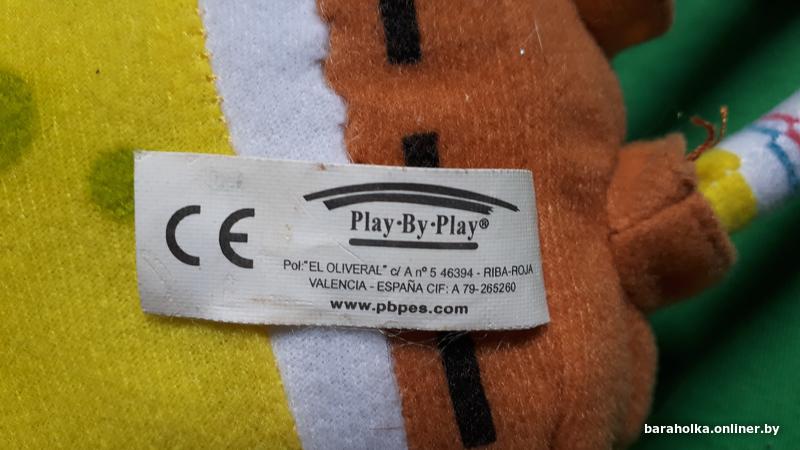 CE
Play·By·Play®
Pol:"EL OLIVERAL" c/ A nº 5 46394 - RIBA-ROJA
VALENCIA - ESPAÑA CIF: A 79-265260
www.pbpes.com
baraholka.onliner.by